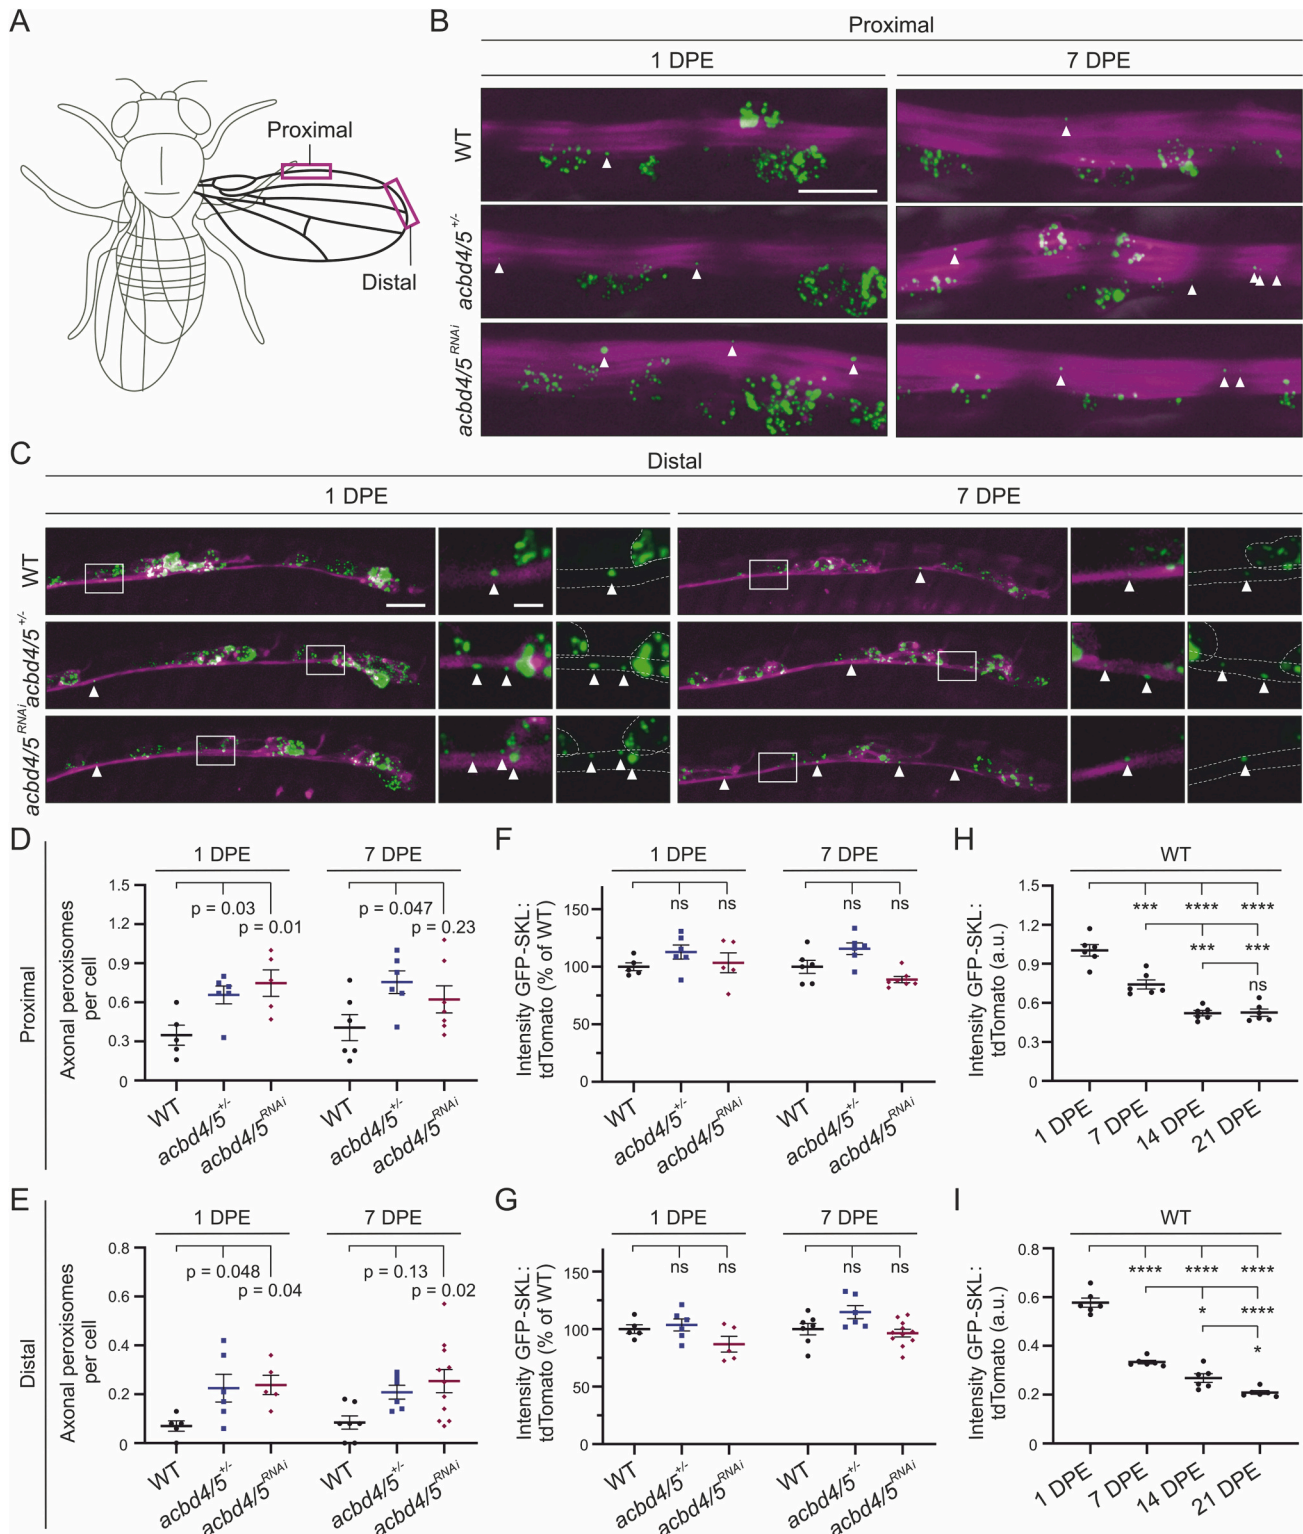 A
Proximal
Distal
B
Proximal
1 DPE
7 DPE
WT
acbd4/5+/-
acbd4/5RNAi
C
Distal
1 DPE
7 DPE
WT
acbd4/5+/-
acbd4/5RNAi
Proximal
D
1 DPE
7 DPE
Axonal peroxisomes
per cell
1.5
1.2
0.9
0.6
0.3
0
p = 0.03
p = 0.01
p = 0.047
p = 0.23
WT
acbd4/5+/-
acbd4/5RNAi
WT
acbd4/5+/-
acbd4/5RNAi
F
1 DPE
7 DPE
Intensity GFP-SKL:
tdTomato (% of WT)
150
100
50
0
ns
ns
ns
ns
WT
acbd4/5+/-
acbd4/5RNAi
WT
acbd4/5+/-
acbd4/5RNAi
H
WT
Intensity GFP-SKL:
tdTomato (a.u.)
1.5
1.2
0.9
0.6
0.3
0
*** **** ****
*** ***
ns
1 DPE
7 DPE
14 DPE
21 DPE
Distal
E
1 DPE
7 DPE
Axonal peroxisomes
per cell
0.8
0.6
0.4
0.2
0
p = 0.048
p = 0.04
p = 0.13
p = 0.02
WT
acbd4/5+/-
acbd4/5RNAi
WT
acbd4/5+/-
acbd4/5RNAi
G
1 DPE
7 DPE
Intensity GFP-SKL:
tdTomato (% of WT)
150
100
50
0
ns
ns
ns
ns
WT
acbd4/5+/-
acbd4/5RNAi
WT
acbd4/5+/-
acbd4/5RNAi
I
WT
Intensity GFP-SKL:
tdTomato (a.u.)
0.8
0.6
0.4
0.2
0
**** **** ****
* ****
*
1 DPE
7 DPE
14 DPE
21 DPE